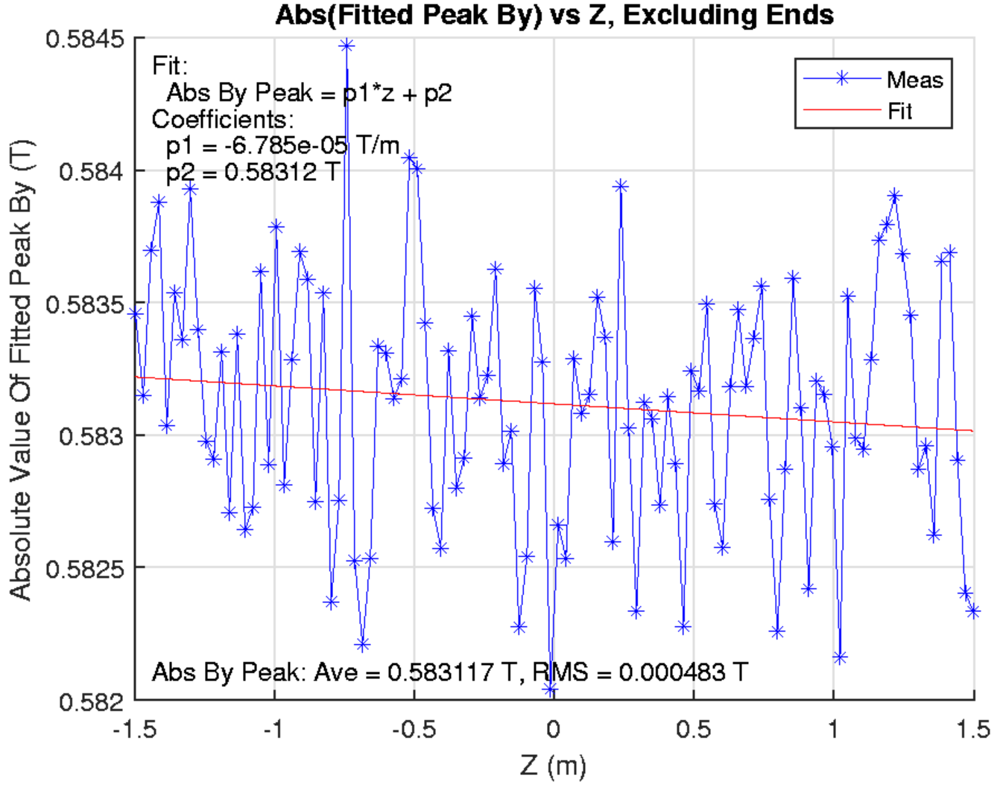 Abs(Fitted Peak By) vs Z, Excluding Ends
Absolute Value Of Fitted Peak By (T)
0.5845
0.584
0.5835
0.583
0.5825
0.582
Fit:
Abs By Peak = p1*z + p2
Coefficients:
p1 = -6.785e-05 T/m
p2 = 0.58312 T
Meas
Fit
Abs By Peak: Ave = 0.583117 T, RMS = 0.000483 T
-1.5 -1 -0.5 0 0.5 1 1.5
Z (m)